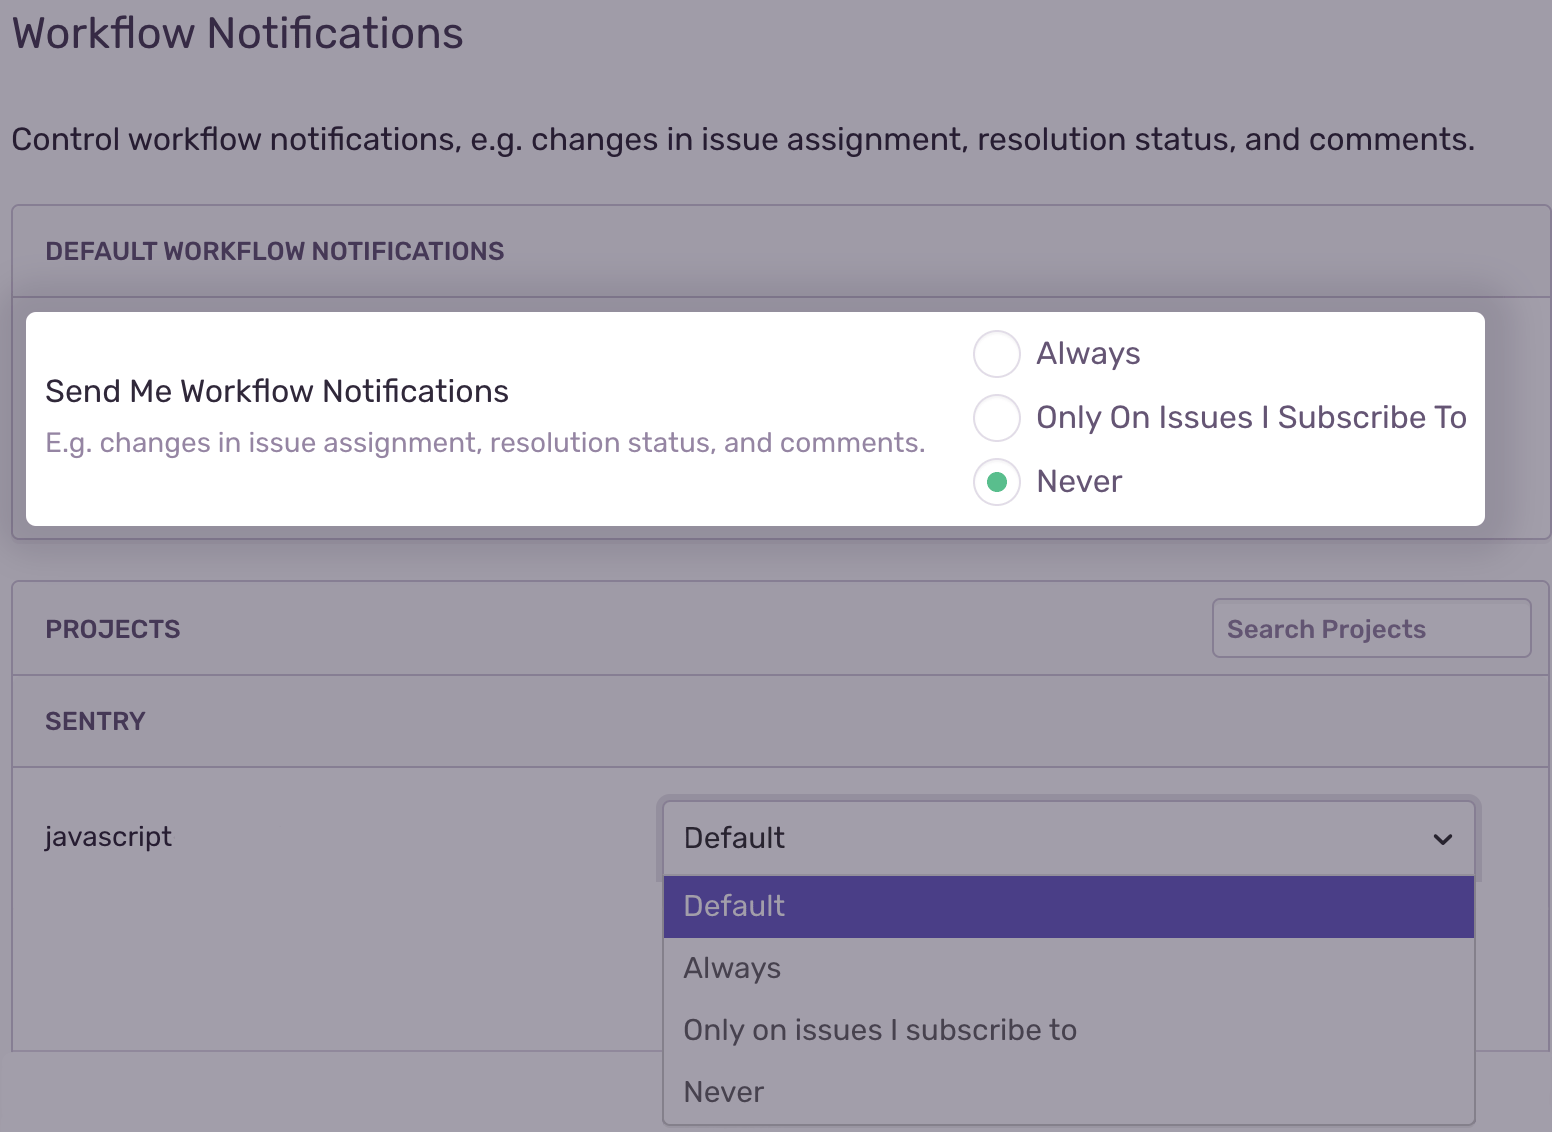 Workflow Notifications
Control workflow notifications, e.g. changes in issue assignment, resolution status, and comments.
DEFAULT WORKFLOW NOTIFICATIONS
Send Me Workflow Notifications
E.g. changes in issue assignment, resolution status, and comments.
Always
Only On Issues I Subscribe To
Never
PROJECTS
Search Projects
SENTRY
javascript
Default
Default
Always
Only on issues I subscribe to
Never